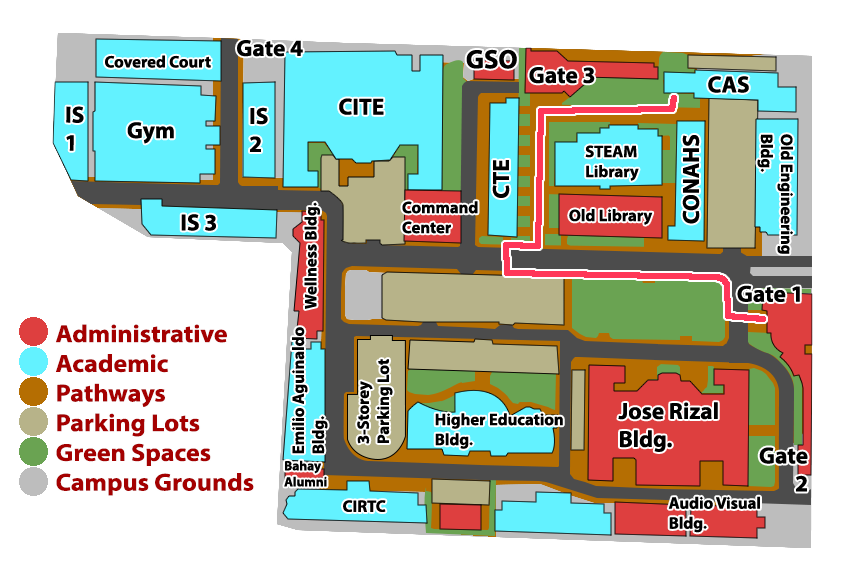 Gate 4
GSO
Covered Court
Gate 3
CAS
IS
1
Gym
IS
2
CITE
CTE
STEAM
Library
CONAHS
Old Engineering
Bldg.
IS 3
Wellness Bldg.
Command
Center
Old Library
Gate 1
Administrative
Academic
Pathways
Parking Lots
Green Spaces
Campus Grounds
Emilio Aguinaldo
Bldg.
3-Storey
Parking Lot
Higher Education
Bldg.
Jose Rizal
Bldg.
Gate
2
Bahay
Alumni
CIRTC
Audio Visual
Bldg.